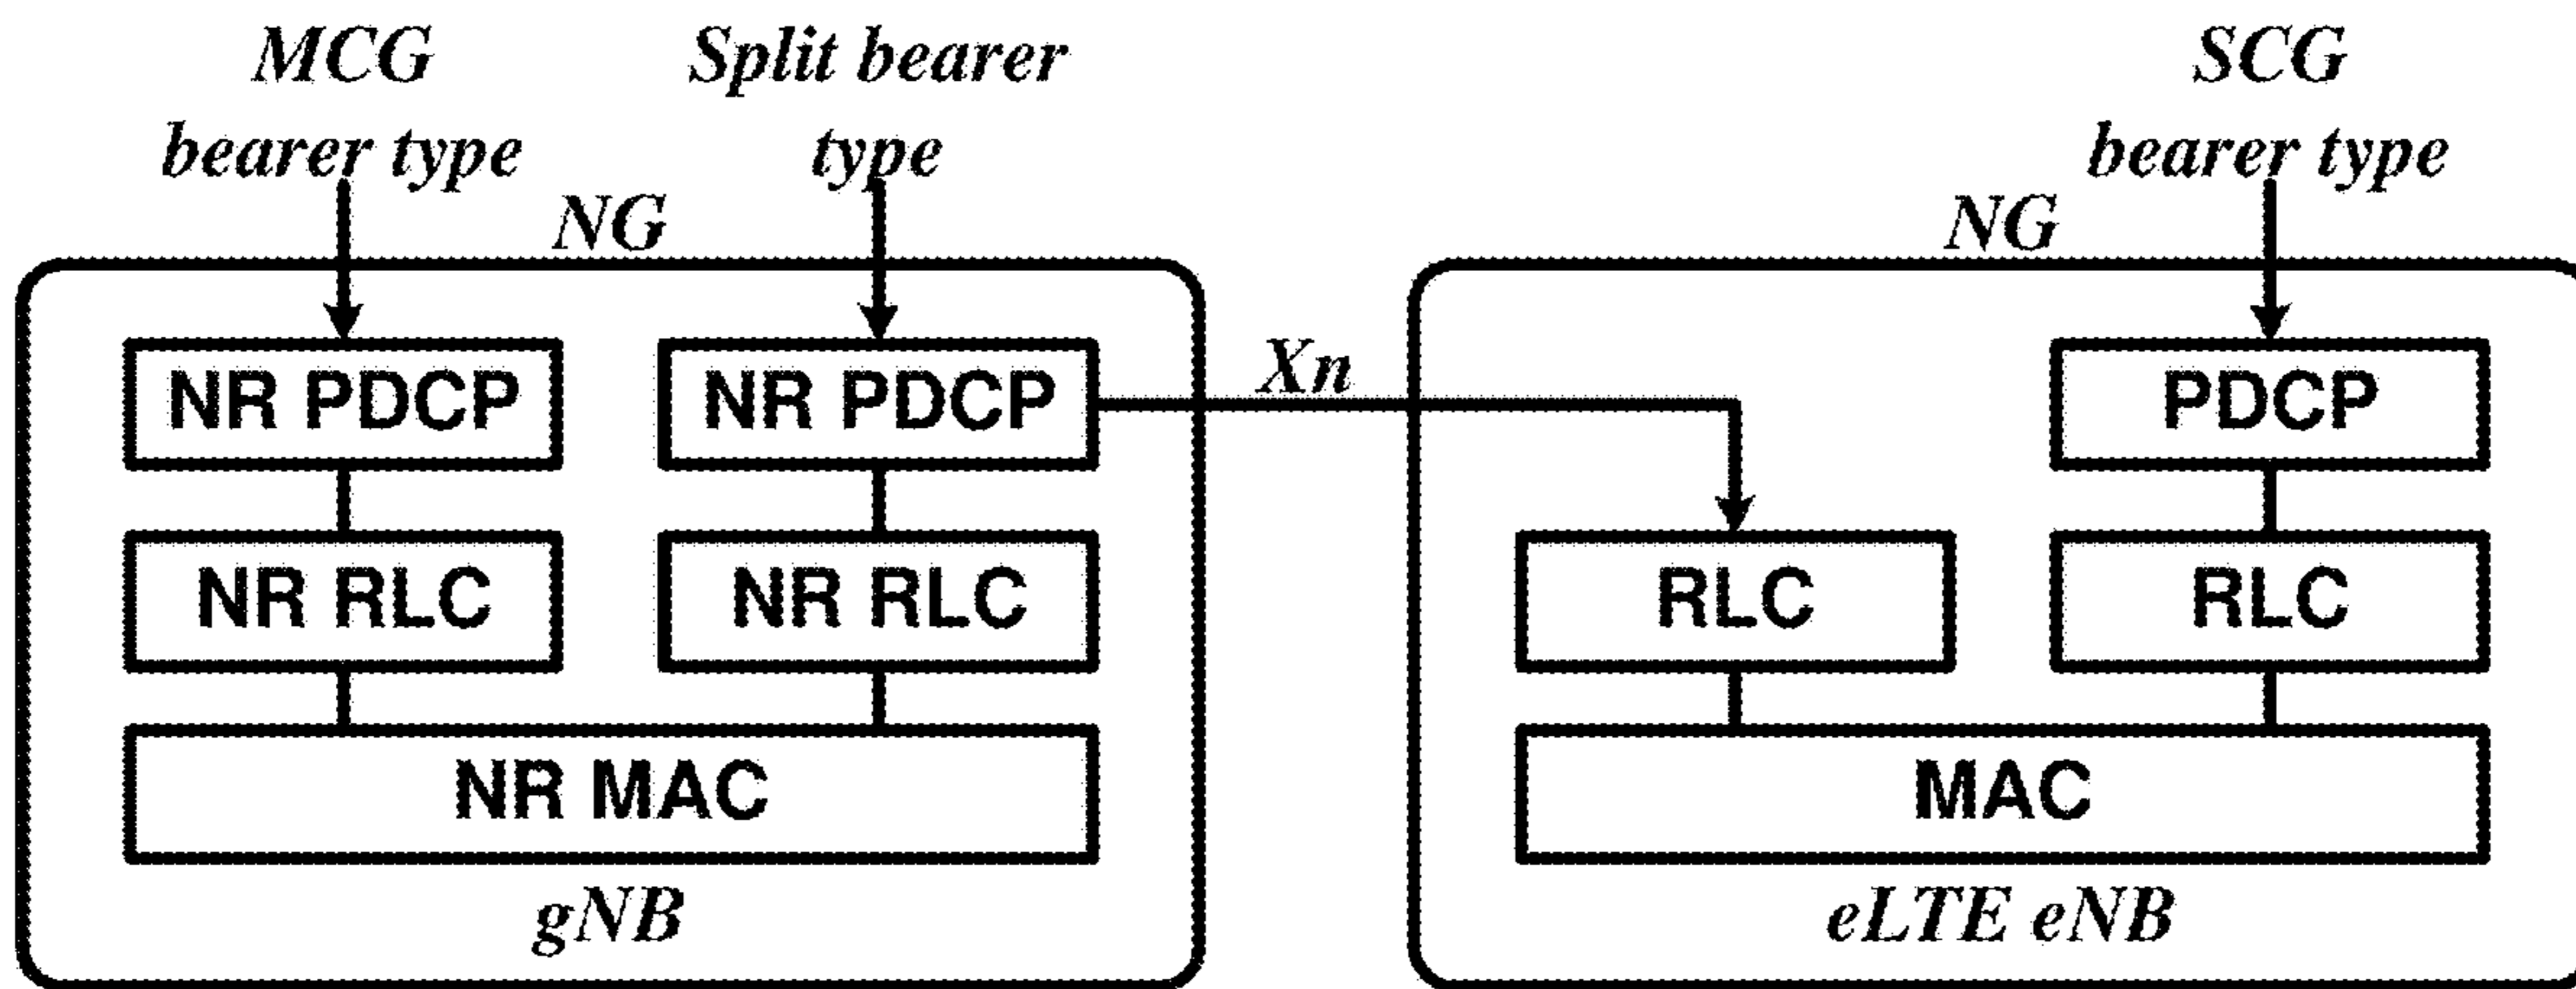 MCG
bearer type
Split bearer
type
SCG
bearer type
NG
NG
Xn
NR PDCP
NR PDCP
PDCP
NR RLC
NR RLC
RLC
RLC
NR MAC
MAC
gNB
eLTE eNB